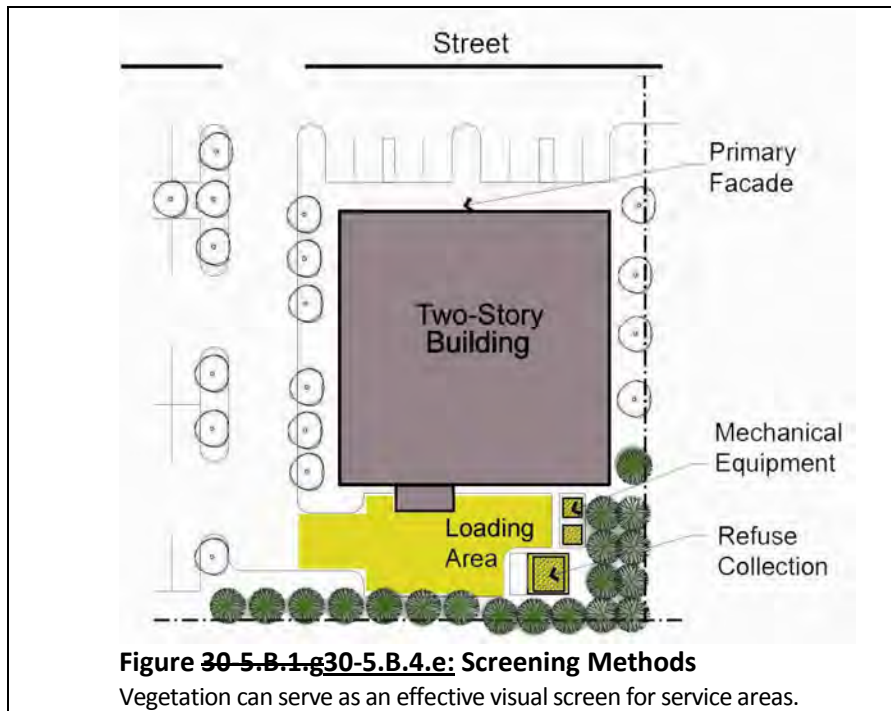 Street
Primary
Facade
Two-Story
Building
Mechanical
Equipment
Loading
Area
Refuse
Collection
Figure 30-5.B.1.g30-5.B.4.e: Screening Methods
Vegetation can serve as an effective visual screen for service areas.